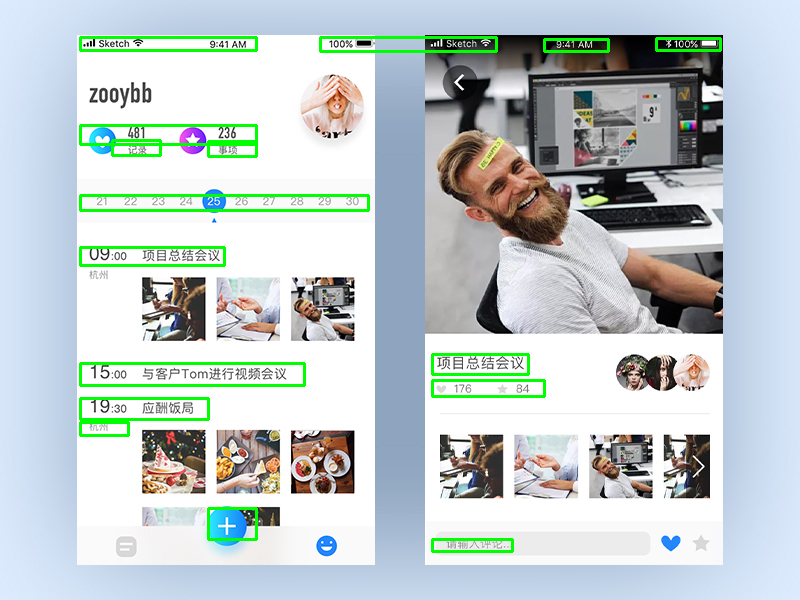 Sketch 9:41 AM 100%
zooybb
481 236
记录 事项
21 22 23 24 25 26 27 28 29 30
09:00 项目总结会议
杭州
15:00 与客户Tom进行视频会议
19:30 应酬饭局
杭州
Sketch 9:41 AM 100%
项目总结会议
176 84
请输入评论...